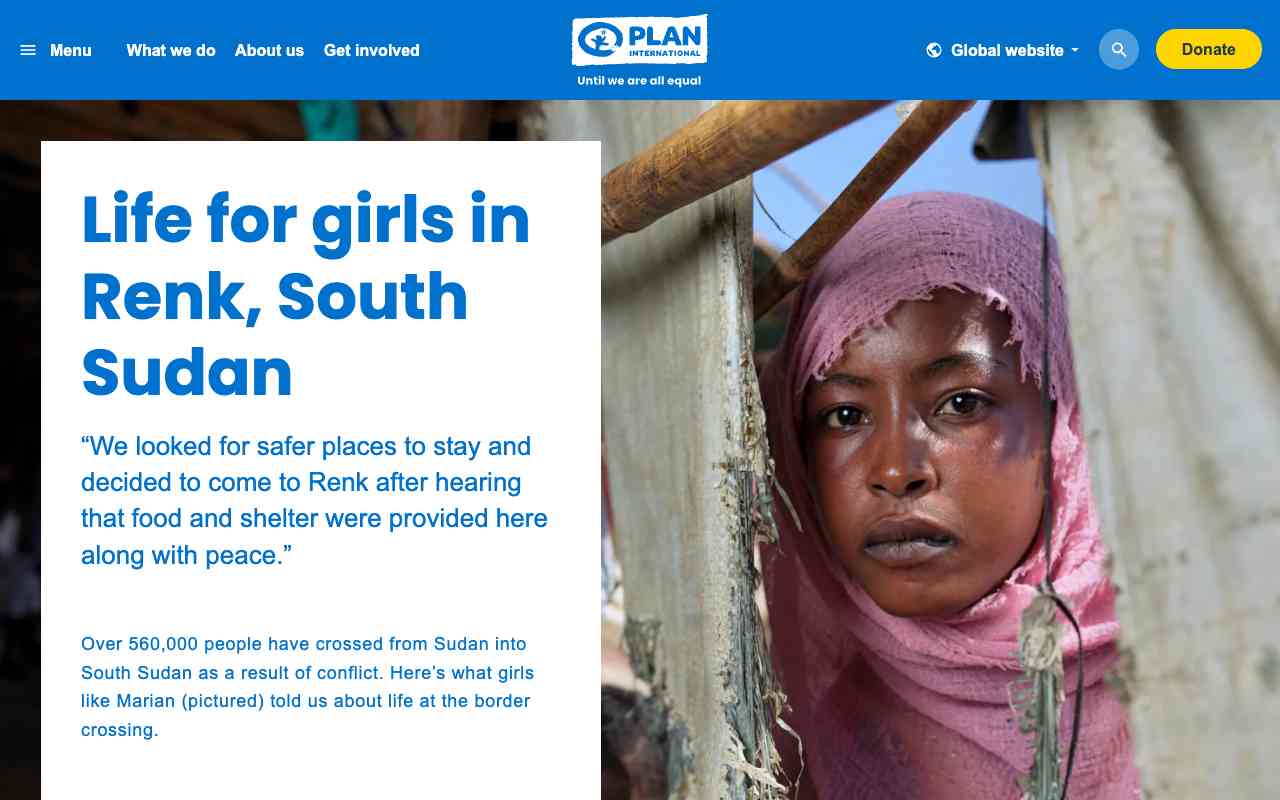 Menu
What we do
About us
Get involved
PLAN
INTERNATIONAL
Until we are all equal
Global website
Donate
Life for girls in
Renk, South
Sudan
“We looked for safer places to stay and
decided to come to Renk after hearing
that food and shelter were provided here
along with peace.”
Over 560,000 people have crossed from Sudan into
South Sudan as a result of conflict. Here’s what girls
like Marian (pictured) told us about life at the border
crossing.